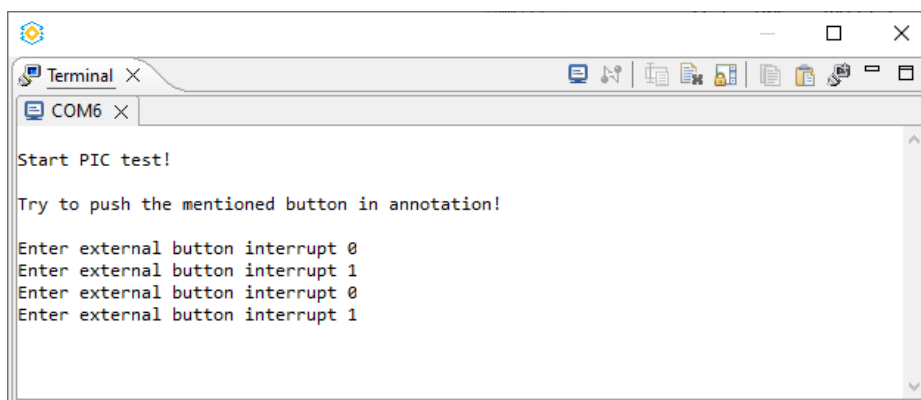 Terminal
COM6
Start PIC test!
Try to push the mentioned button in annotation!
Enter external button interrupt 0
Enter external button interrupt 1
Enter external button interrupt 0
Enter external button interrupt 1